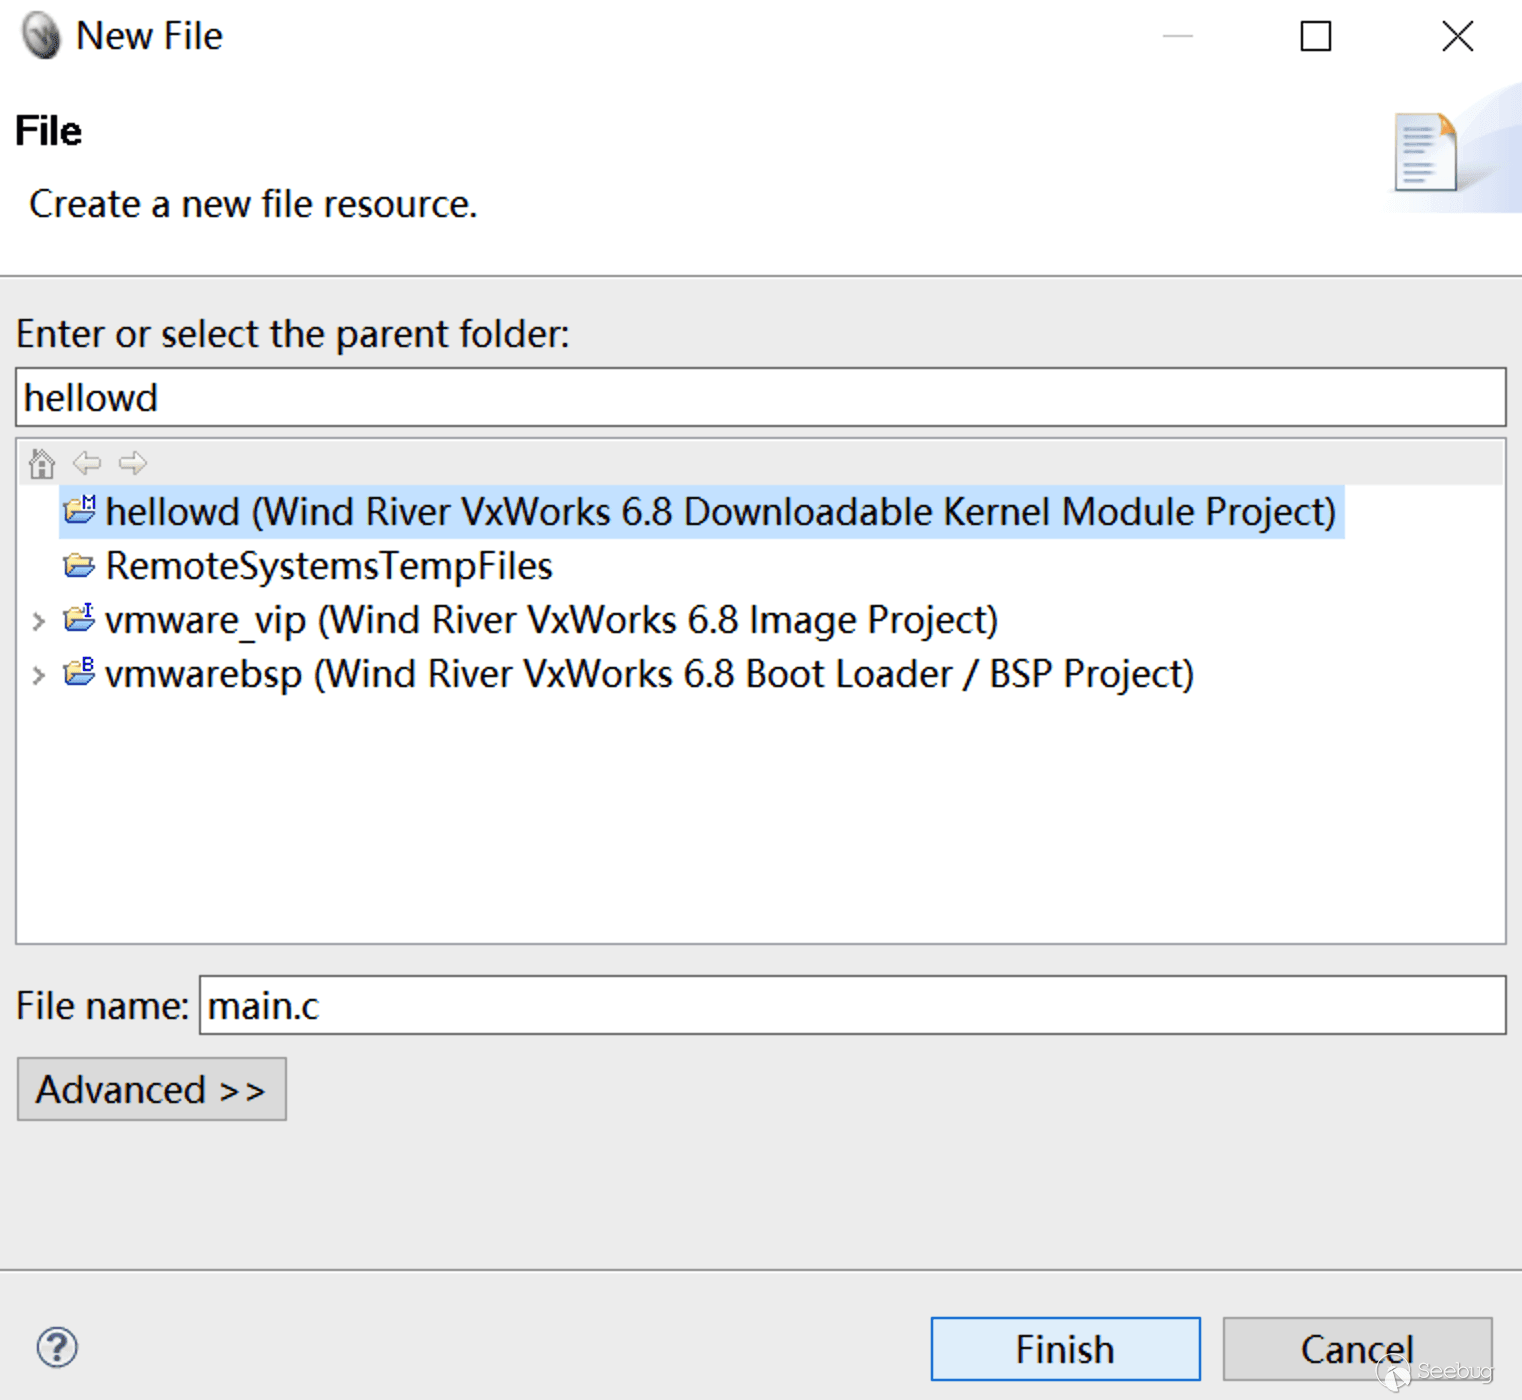 New File
File
Create a new file resource.
Enter or select the parent folder:
hellowd
hellowd (Wind River VxWorks 6.8 Downloadable Kernel Module Project)
RemoteSystemsTempFiles
vmware_vip (Wind River VxWorks 6.8 Image Project)
vmwarebsp (Wind River VxWorks 6.8 Boot Loader / BSP Project)
File name: main.c
Advanced >>
Finish Cancel
Seebug